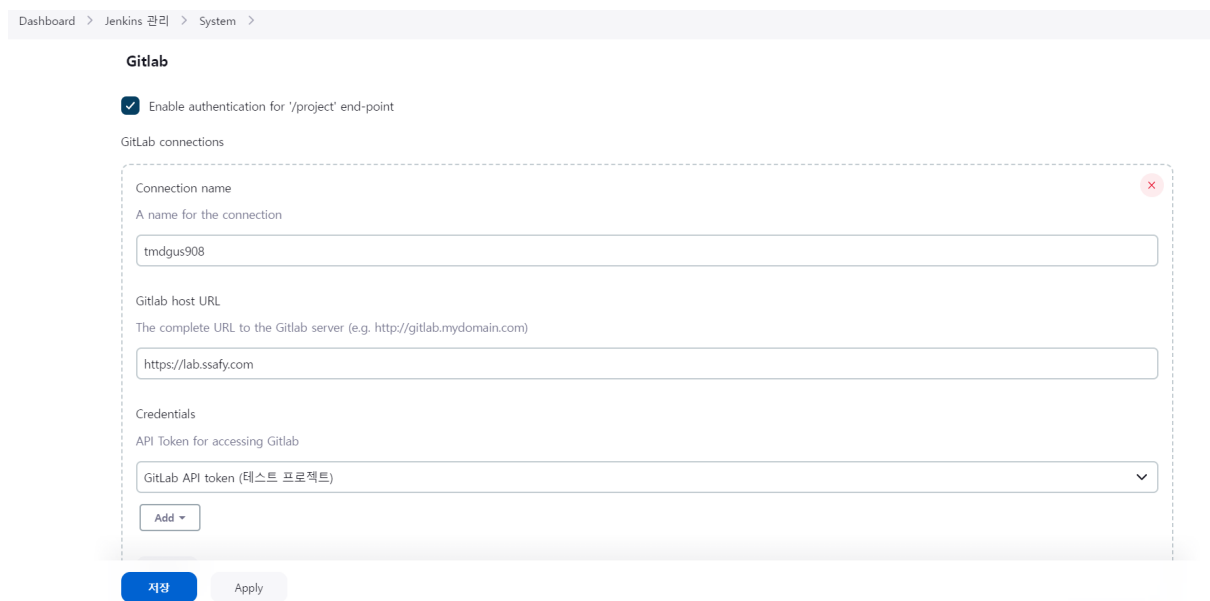 Dashboard > Jenkins 관리 > System >
Gitlab
Enable authentication for '/project' end-point
GitLab connections
Connection name
A name for the connection
tmdgus908
Gitlab host URL
The complete URL to the Gitlab server (e.g. http://gitlab.mydomain.com)
https://lab.ssafy.com
Credentials
API Token for accessing Gitlab
GitLab API token (테스트 프로젝트)
Add
저장 Apply